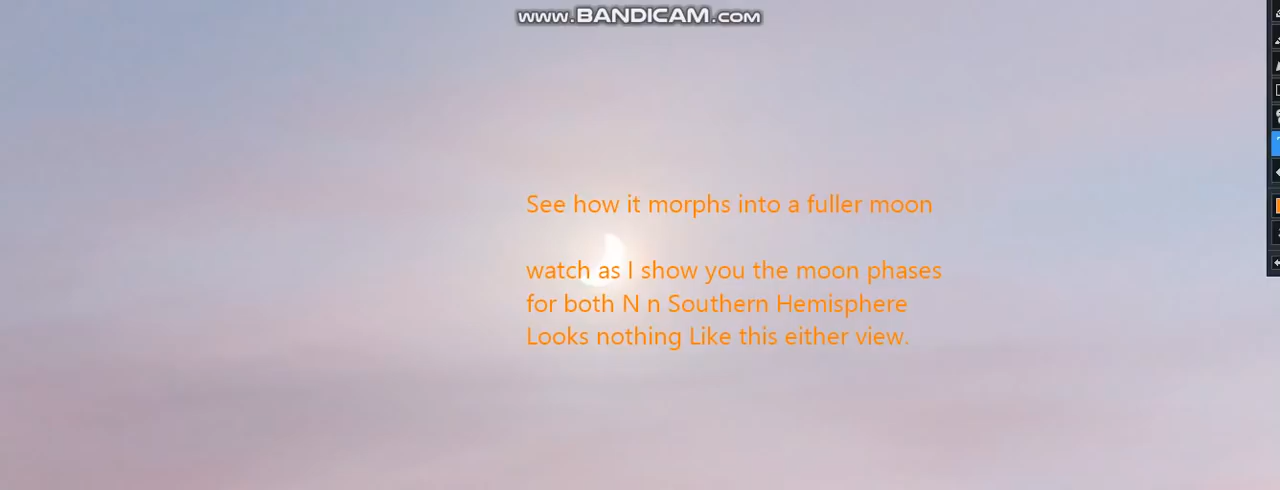 www.BANDICAM.com
See how it morphs into a fuller moon
watch as I show you the moon phases
for both N n Southern Hemisphere
Looks nothing Like this either view.